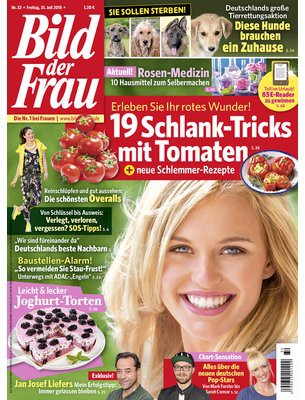 Nr. 32 • Freitag, 31. Juli 2015 •
1,30 €
SIE SOLLEN STERBEN!
Deutschlands große
Tierrettungsaktion
Diese Hunde
brauchen
ein Zuhause
Bild
der
Frau
Die Nr. 1 bei Frauen
Aktuell!
Rosen-Medizin
10 Hausmittel zum Selbermachen
Toll im Urlaub!
65 E-Reader
zu gewinnen
Erleben Sie Ihr rotes Wunder!
19 Schlank-Tricks
mit Tomaten
+ neue Schlemmer-Rezepte
Reinschlüpfen und gut aussehen:
Die schönsten Overalls
Von Schlüssel bis Ausweis:
Verlegt, verloren,
vergessen? SOS-Tipps!
„Wir sind füreinander da“
Deutschlands beste Nachbarn
Baustellen-Alarm!
„So vermeiden Sie Stau-Frust!“
Unterwegs mit ADAC-„Engeln“
Leicht & lecker
Joghurt-Torten
Exklusiv!
Jan Josef Liefers
Mein Erfolgstipp:
Immer gelassen bleiben
Chart-Sensation
Alles über die
neuen deutschen
Pop-Stars
Von Mark Forster bis
Sarah Connor